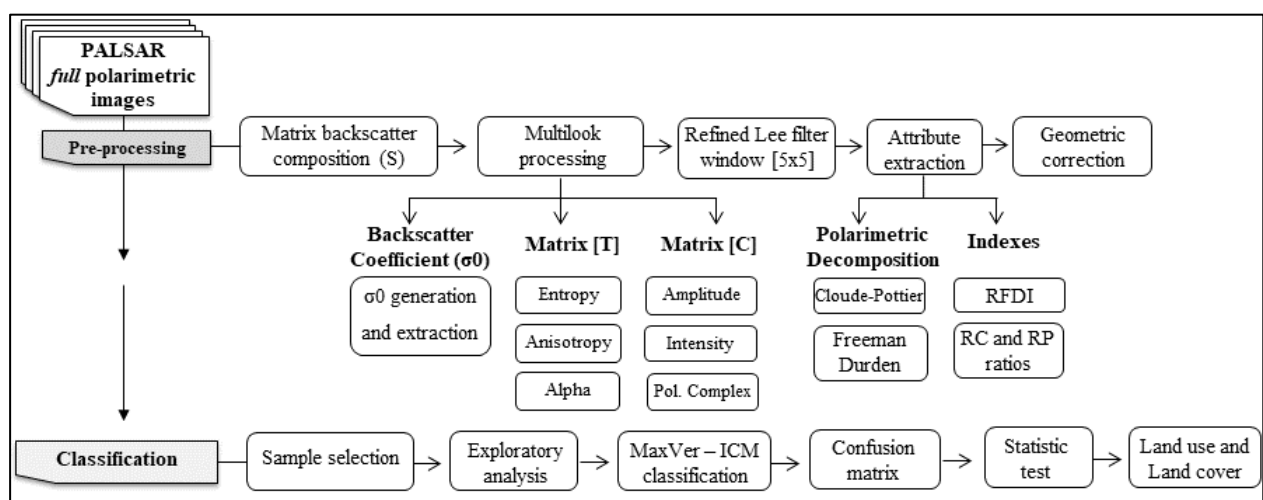 PALSAR
full polarimetric
images
Pre-processing
Matrix backscatter
composition (S)
Multilook
processing
Refined Lee filter
window [5x5]
Attribute
extraction
Geometric
correction
Backscatter
Coefficient (σ0)
σ0 generation
and extraction
Matrix [T]
Entropy
Anisotropy
Alpha
Matrix [C]
Amplitude
Intensity
Pol. Complex
Polarimetric
Decomposition
Cloude-Pottier
Freeman
Durden
Indexes
RFDI
RC and RP
ratios
Classification
Sample selection
Exploratory
analysis
MaxVer – ICM
classification
Confusion
matrix
Statistic
test
Land use and
Land cover